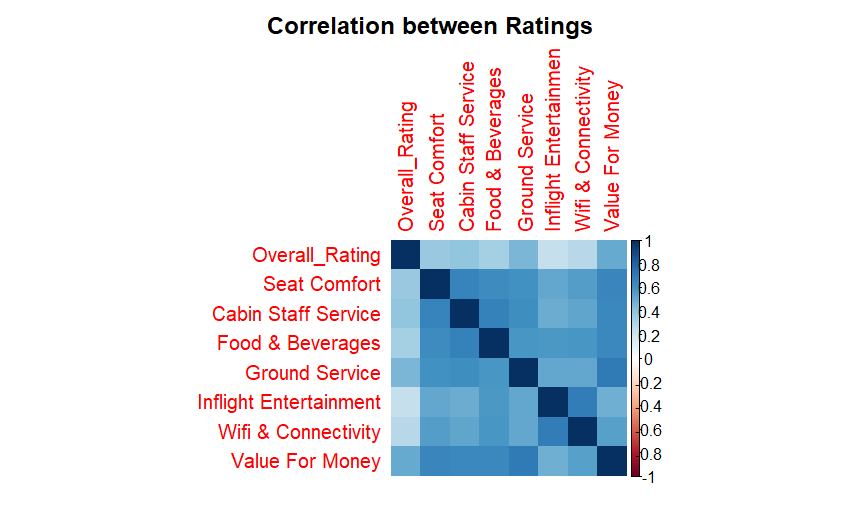 Correlation between Ratings
Overall_Rating
Seat Comfort
Cabin Staff Service
Food & Beverages
Ground Service
Inflight Entertainmen
Wifi & Connectivity
Value For Money
Overall_Rating
Seat Comfort
Cabin Staff Service
Food & Beverages
Ground Service
Inflight Entertainment
Wifi & Connectivity
Value For Money
1
0.8
0.6
0.4
0.2
0
-0.2
-0.4
-0.6
-0.8
-1